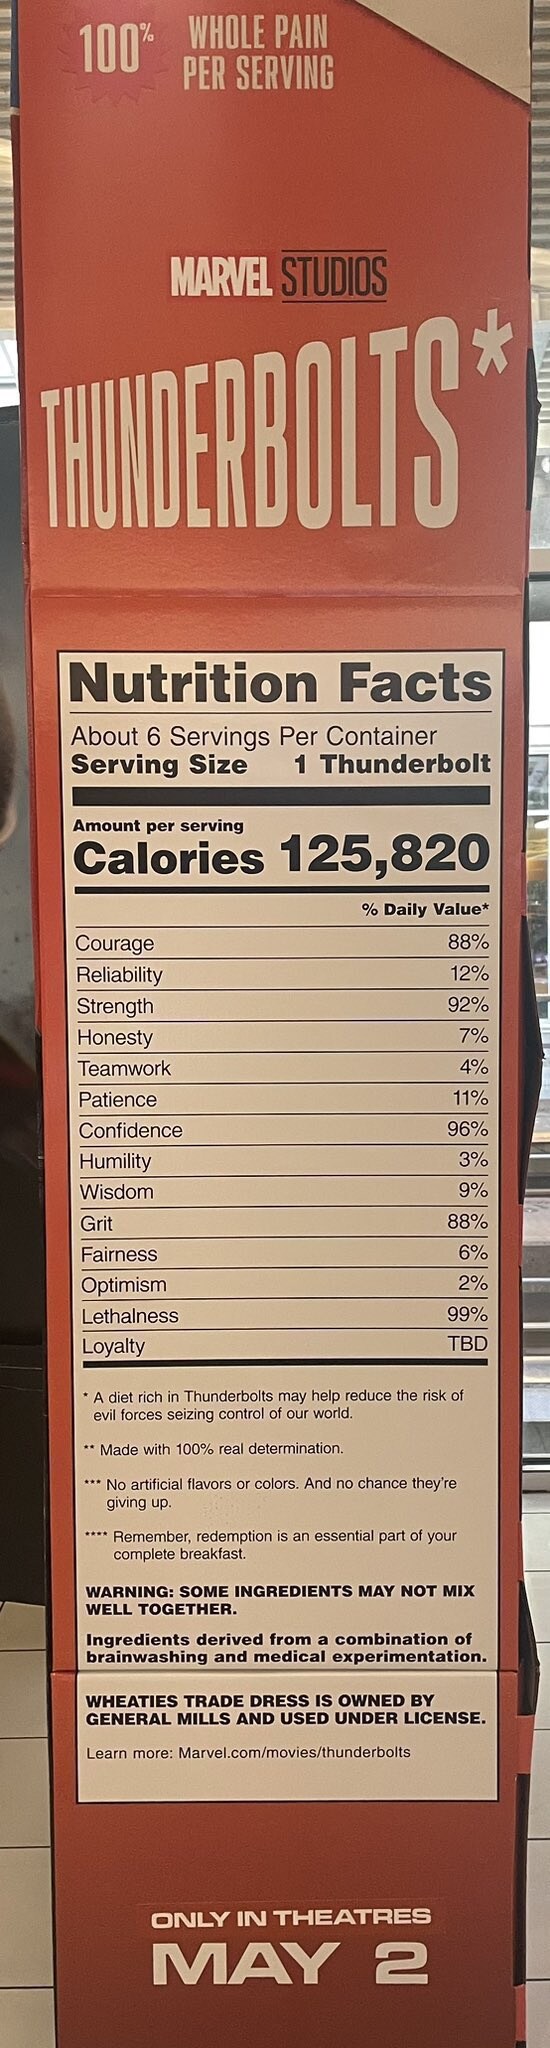 100% WHOLE PAIN
PER SERVING
MARVEL STUDIOS
THUNDERBOLTS*
Nutrition Facts
About 6 Servings Per Container
Serving Size 1 Thunderbolt
Amount per serving
Calories 125,820
% Daily Value*
Courage 88%
Reliability 12%
Strength 92%
Honesty 7%
Teamwork 4%
Patience 11%
Confidence 96%
Humility 3%
Wisdom 9%
Grit 88%
Fairness 6%
Optimism 2%
Lethalness 99%
Loyalty TBD
* A diet rich in Thunderbolts may help reduce the risk of
evil forces seizing control of our world.
** Made with 100% real determination.
*** No artificial flavors or colors. And no chance they're
giving up.
**** Remember, redemption is an essential part of your
complete breakfast.
WARNING: SOME INGREDIENTS MAY NOT MIX
WELL TOGETHER.
Ingredients derived from a combination of
brainwashing and medical experimentation.
WHEATIES TRADE DRESS IS OWNED BY
GENERAL MILLS AND USED UNDER LICENSE.
Learn more: Marvel.com/movies/thunderbolts
ONLY IN THEATRES
MAY 2